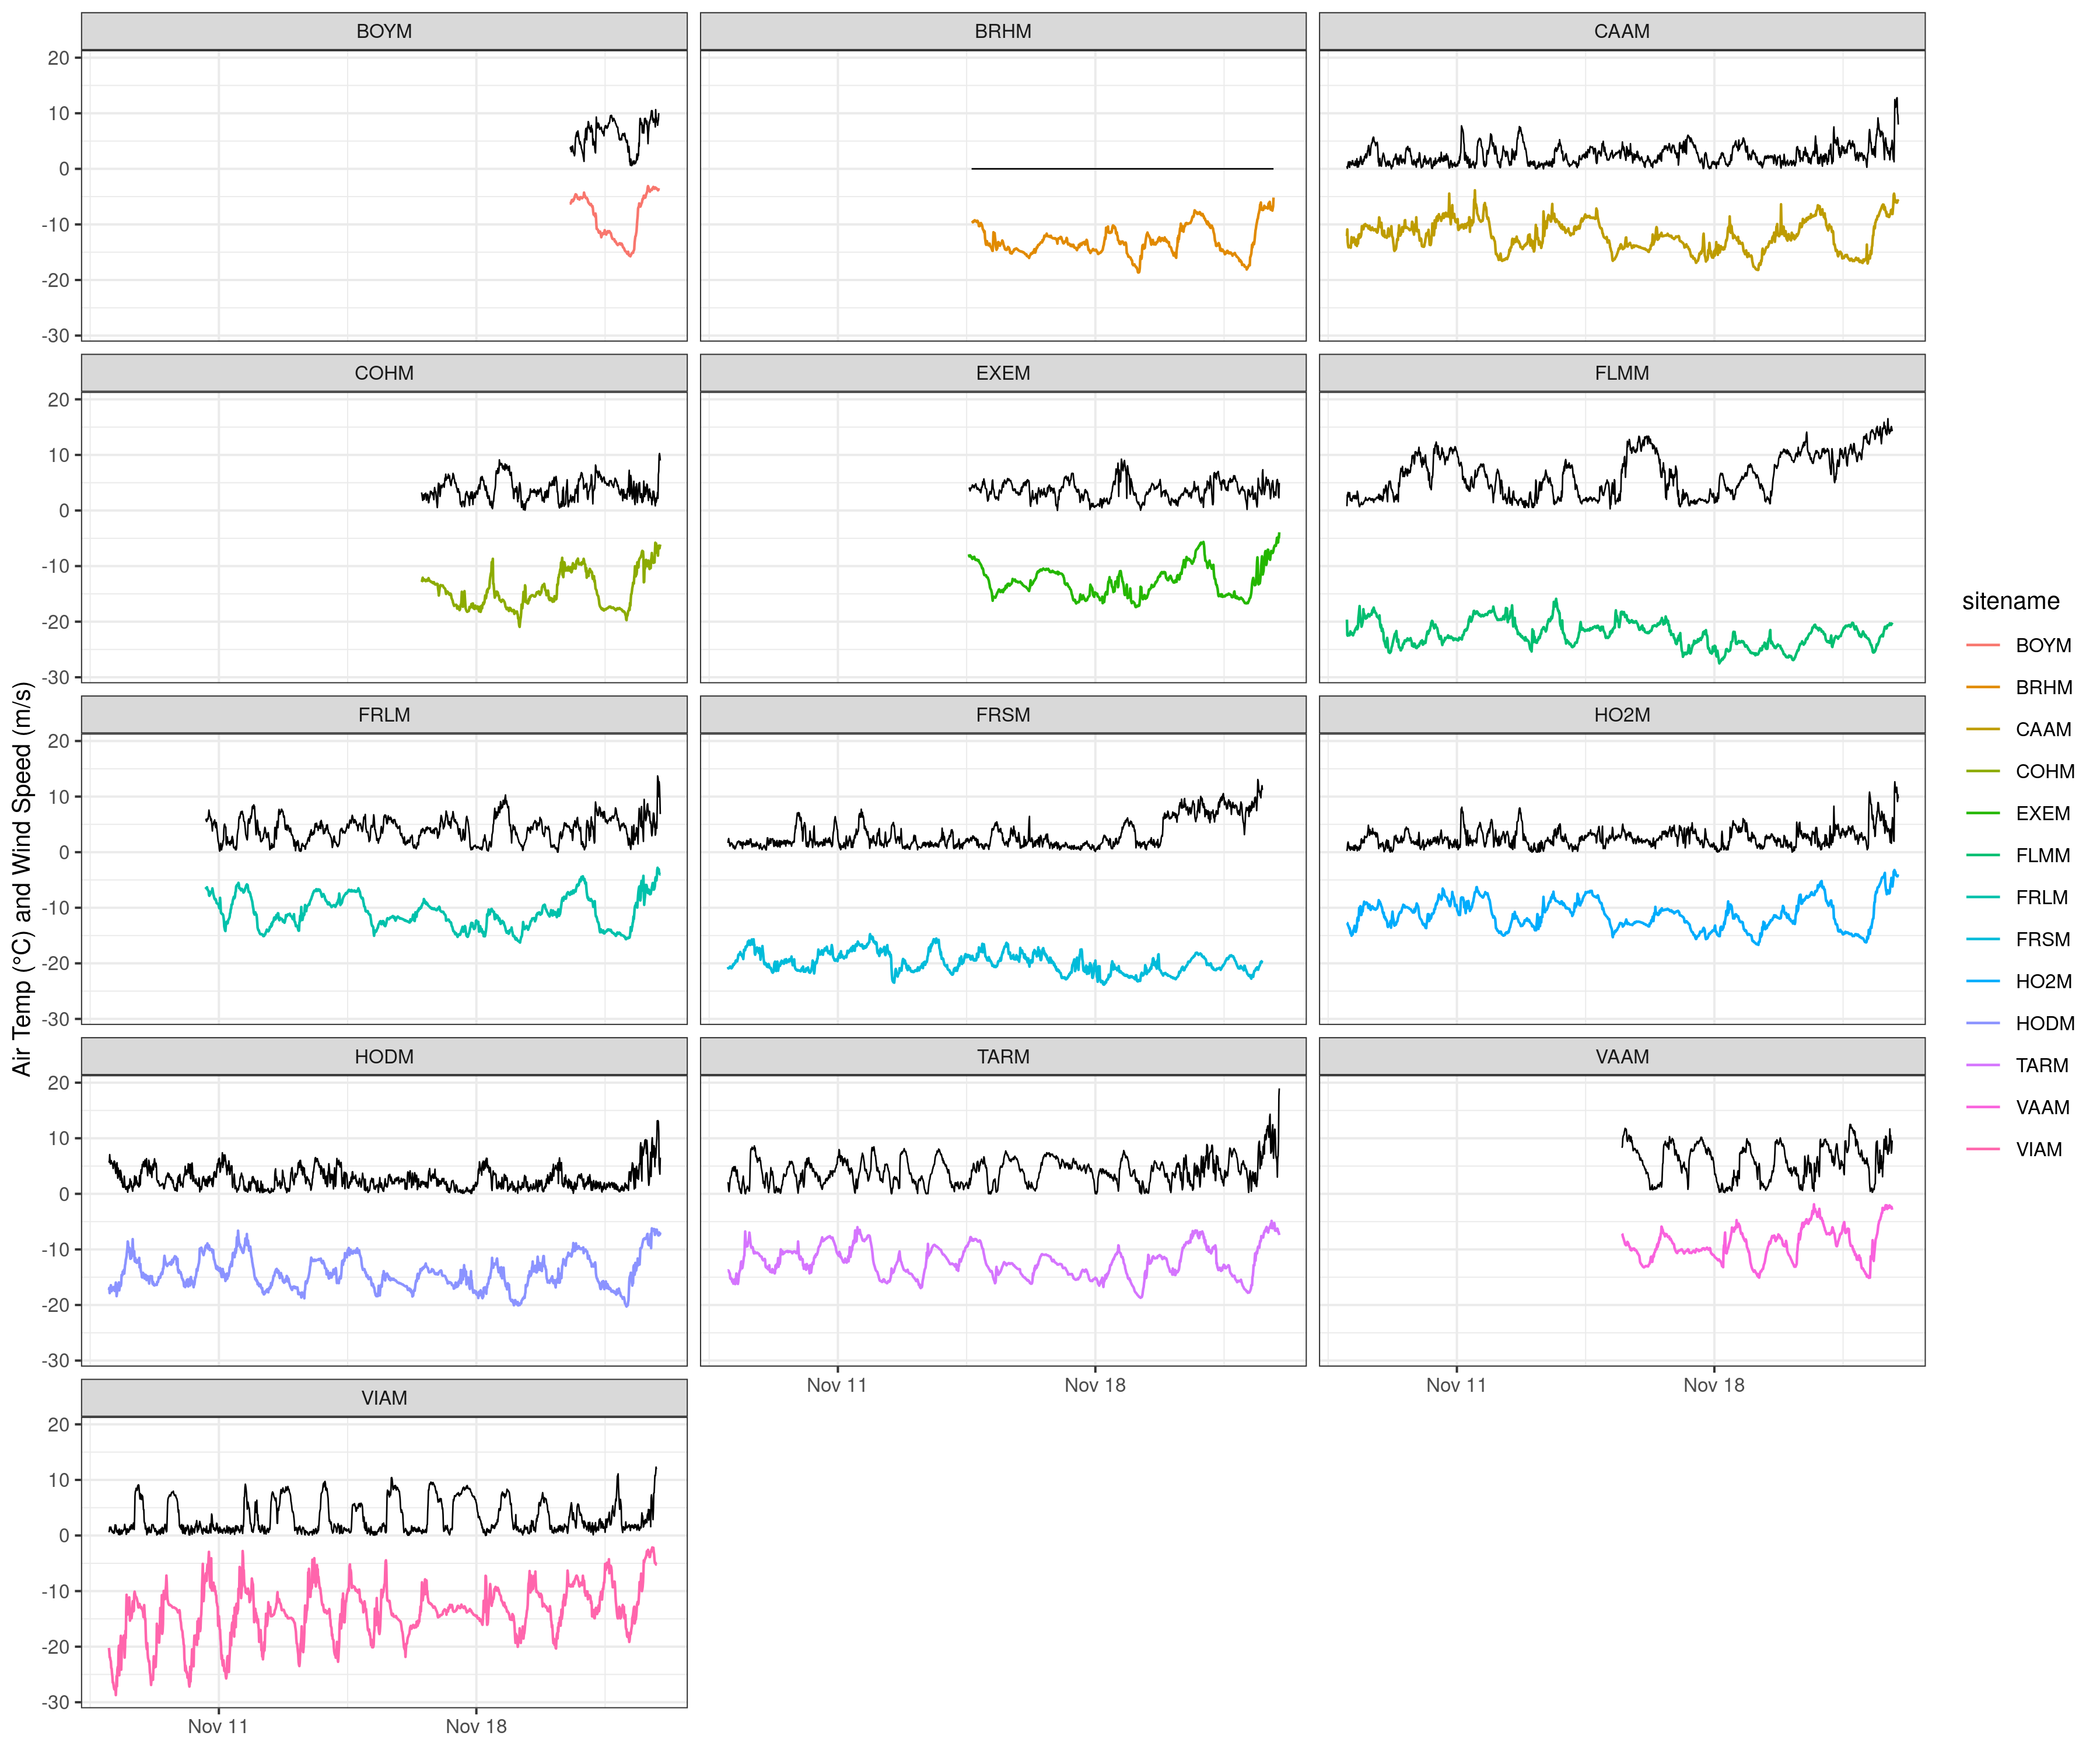 BOYM
BRHM
CAAM
20
10
0
-10
-20
-30
COHM
EXEM
FLMM
20
10
0
-10
-20
-30
FRLM
FRSM
HO2M
20
10
0
-10
-20
-30
HODM
TARM
VAAM
20
10
0
-10
-20
-30
Nov 11
Nov 18
Nov 11
Nov 18
VIAM
20
10
0
-10
-20
-30
Nov 11
Nov 18
Air Temp (°C) and Wind Speed (m/s)
sitename
BOYM
BRHM
CAAM
COHM
EXEM
FLMM
FRLM
FRSM
HO2M
HODM
TARM
VAAM
VIAM